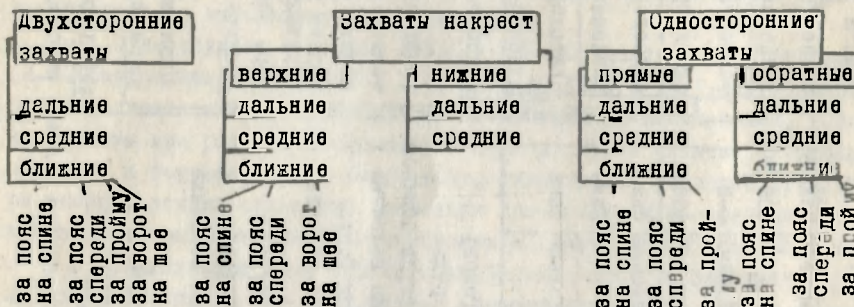 Двухсторонние
захваты
дальние
средние
ближние
за пояс
на спине
за пояс
спереди
за пройму
за ворот
на шее
Захваты накрест
верхние
дальние
средние
ближние
за пояс
на спине
за пояс
спереди
за ворот
на шее
нижние
дальние
средние
Односторонние
захваты
прямые
дальние
средние
ближние
за пояс
на спине
за пояс
спереди
за прой-
му
обратные
дальние
средние
за пояс
за спине
за пояс
спереди
за пройму